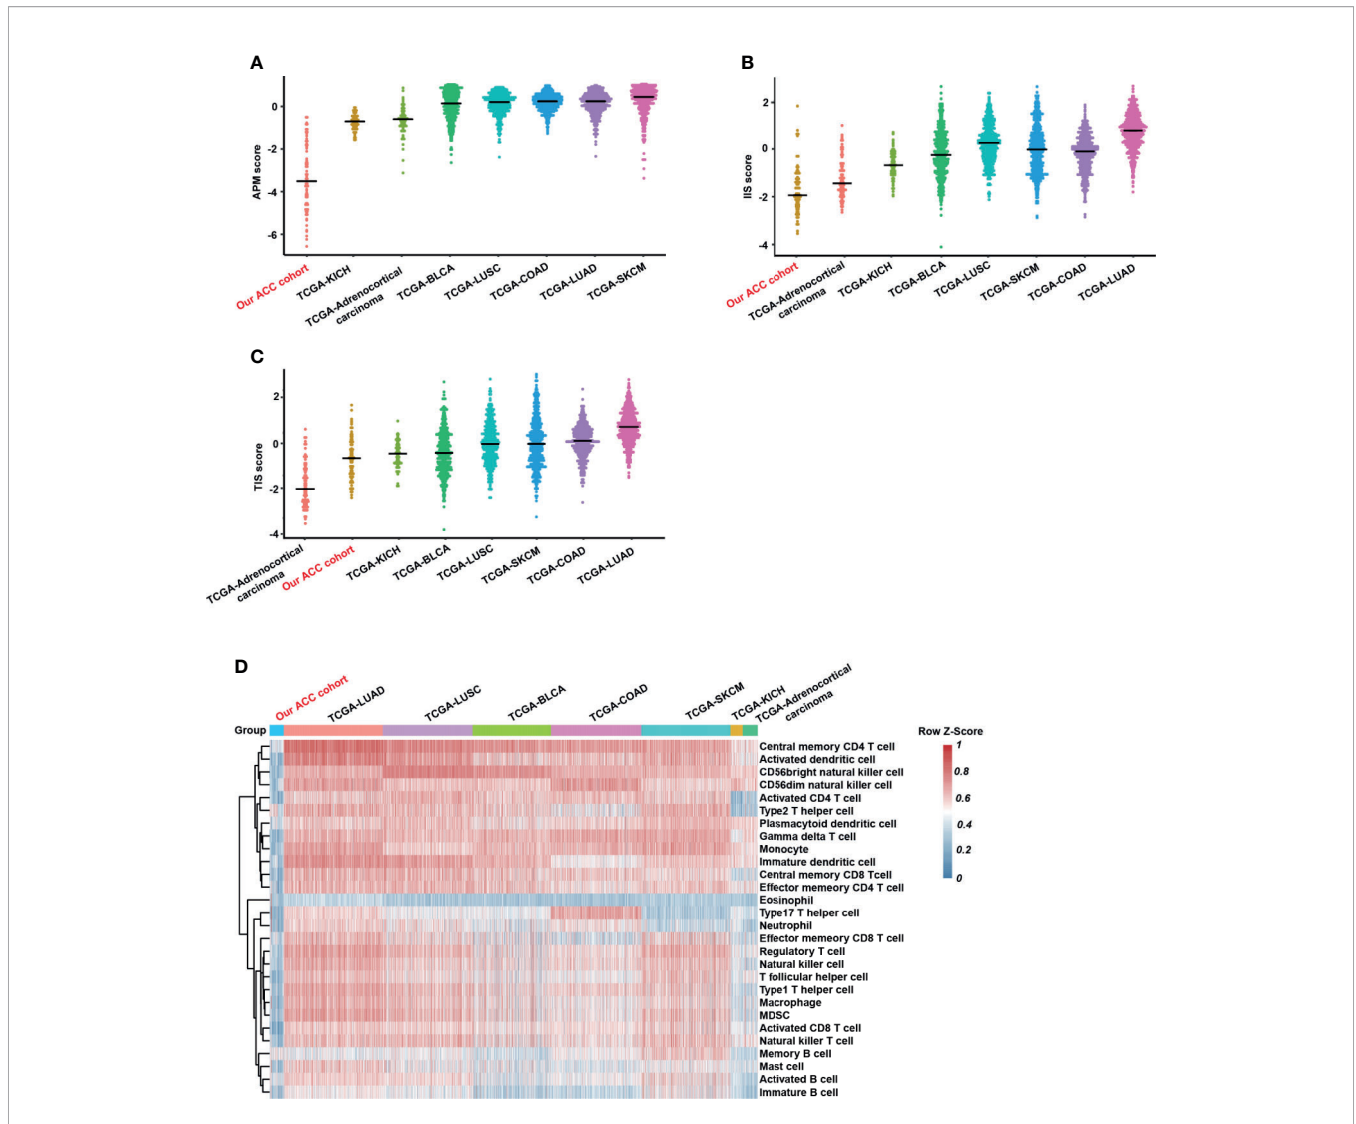 A
0
-2
-4
-6
APM score
Our ACC cohort
TCGA-KICH
TCGA-Adrenocortical
carcinoma
TCGA-BLCA
TCGA-LUSC
TCGA-COAD
TCGA-LUAD
TCGA-SKCM
B
2
0
-2
-4
IIS score
Our ACC cohort
TCGA-Adrenocortical
carcinoma
TCGA-KICH
TCGA-BLCA
TCGA-LUSC
TCGA-SKCM
TCGA-COAD
TCGA-LUAD
C
2
0
-2
-4
TIS score
TCGA-Adrenocortical
carcinoma
Our ACC cohort
TCGA-KICH
TCGA-BLCA
TCGA-LUSC
TCGA-SKCM
TCGA-COAD
TCGA-LUAD
D
Group
Our ACC cohort
TCGA-LUAD
TCGA-LUSC
TCGA-BLCA
TCGA-COAD
TCGA-SKCM
TCGA-KICH
TCGA-Adrenocortical
carcinoma
Central memory CD4 T cell
Activated dendritic cell
CD56bright natural killer cell
CD56dim natural killer cell
Activated CD4 T cell
Type2 T helper cell
Plasmacytoid dendritic cell
Gamma delta T cell
Monocyte
Immature dendritic cell
Central memory CD8 Tcell
Effector memeory CD4 T cell
Eosinophil
Type17 T helper cell
Neutrophil
Effector memeory CD8 T cell
Regulatory T cell
Natural killer cell
T follicular helper cell
Type1 T helper cell
Macrophage
MDSC
Activated CD8 T cell
Natural killer T cell
Memory B cell
Mast cell
Activated B cell
Immature B cell
Row Z-Score
1
0.8
0.6
0.4
0.2
0